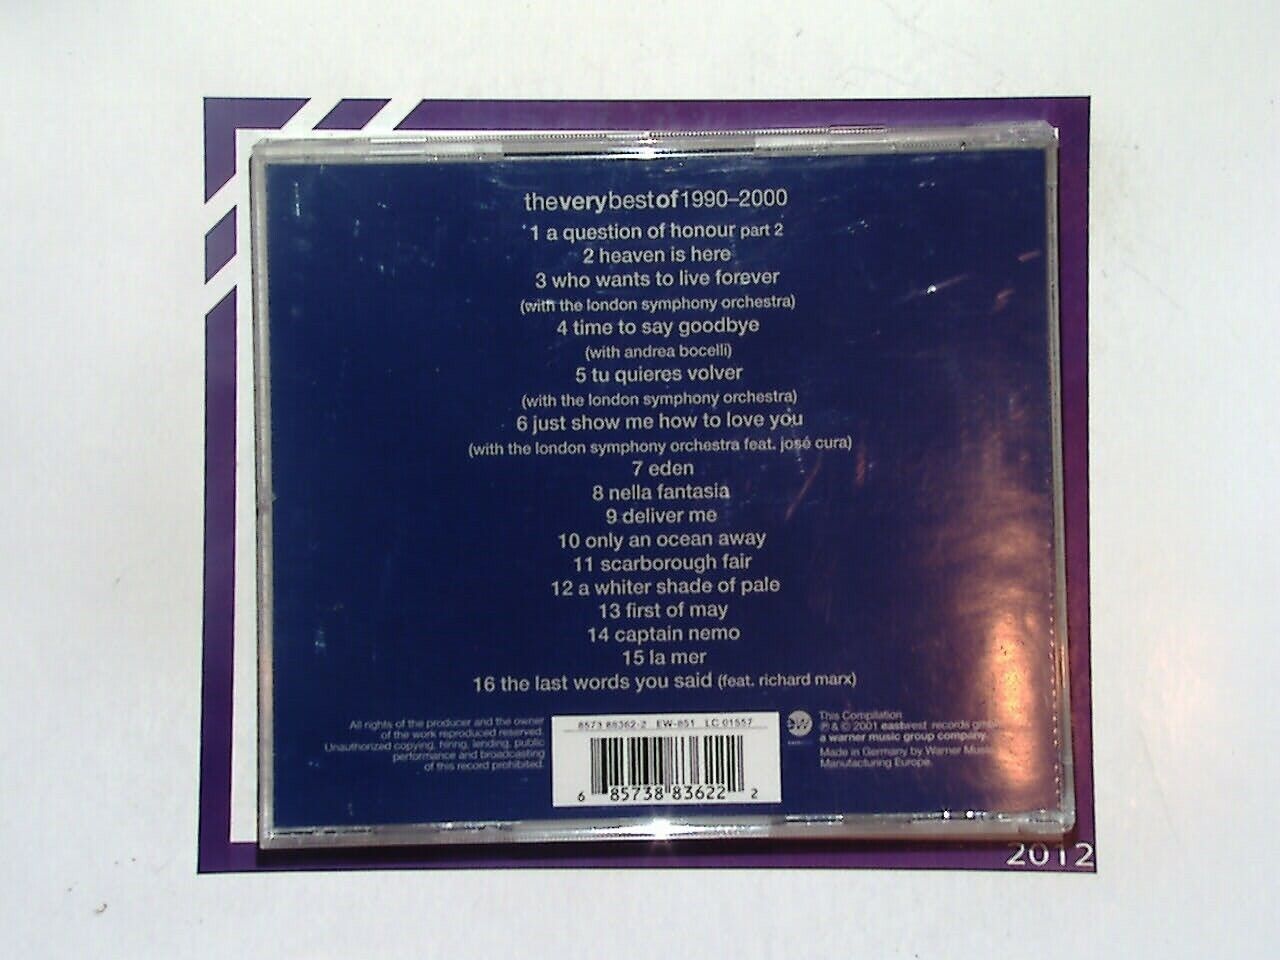 theverybestof1990–2000
1 a question of honour part 2
2 heaven is here
3 who wants to live forever
(with the london symphony orchestra)
4 time to say goodbye
(with andrea bocelli)
5 tu quieres volver
(with the london symphony orchestra)
6 just show me how to love you
(with the london symphony orchestra feat. josé cura)
7 eden
8 nella fantasia
9 deliver me
10 only an ocean away
11 scarborough fair
12 a whiter shade of pale
13 first of may
14 captain nemo
15 la mer
16 the last words you said (feat. richard marx)
All rights of the producer and the owner
of the work reproduced reserved.
Unauthorized copying, hiring, lending, public
performance and broadcasting
of this record prohibited.
8573 88362-2 EW-851 LC 01557
6 85738 83622 2
ew
This Compilation
℗ & © 2001 eastwest records gmbh
a warner music group company.
Made in Germany by Warner Music
Manufacturing Europe.
2012